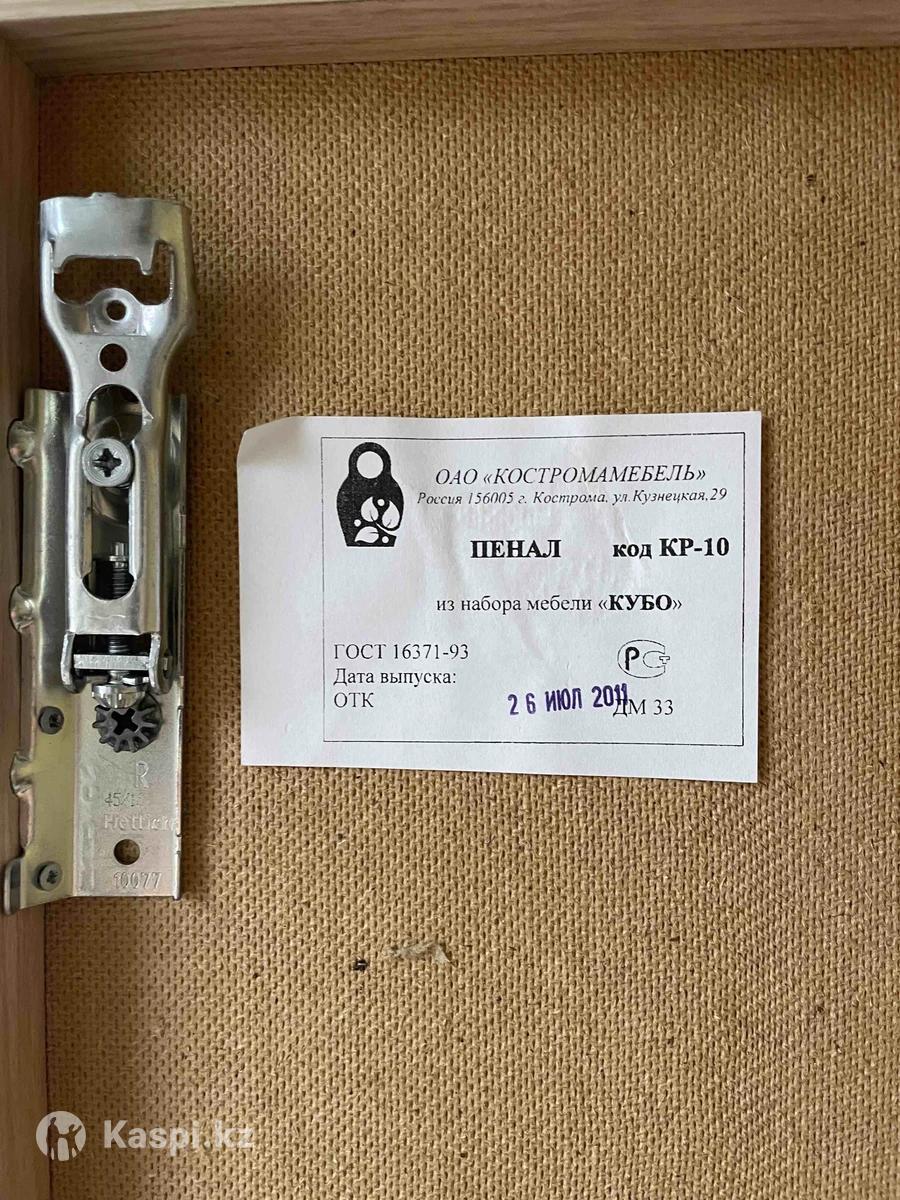 ОАО «КОСТРОМАМЕБЕЛЬ»
Россия 156005 г. Кострома, ул.Кузнецкая,29
ПЕНАЛ код КР-10
из набора мебели «КУБО»
ГОСТ 16371-93
Дата выпуска:
ОТК
26 ИЮЛ 2011
ДМ 33
R
Hettich
10077
Kaspi.kz